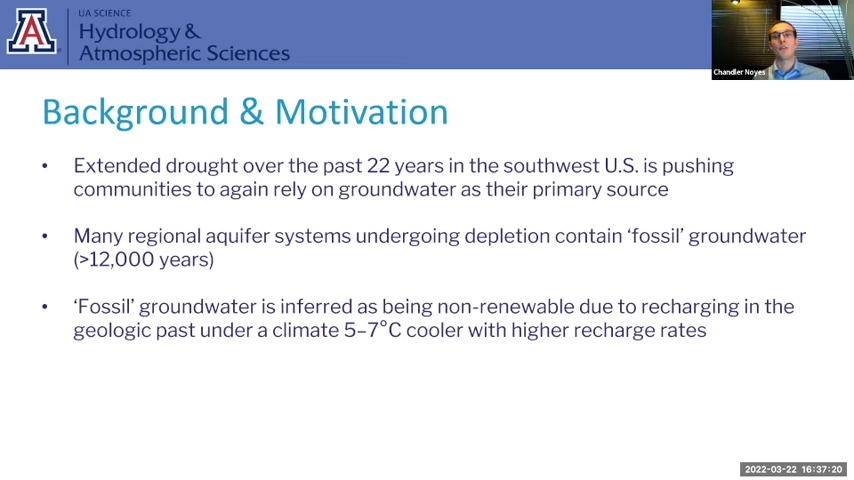 UA SCIENCE
Hydrology &
Atmospheric Sciences
Chandler Noyes
Background & Motivation
• Extended drought over the past 22 years in the southwest U.S. is pushing
communities to again rely on groundwater as their primary source
• Many regional aquifer systems undergoing depletion contain ‘fossil’ groundwater
(>12,000 years)
• ‘Fossil’ groundwater is inferred as being non-renewable due to recharging in the
geologic past under a climate 5–7°C cooler with higher recharge rates
2022-03-22 16:37:20